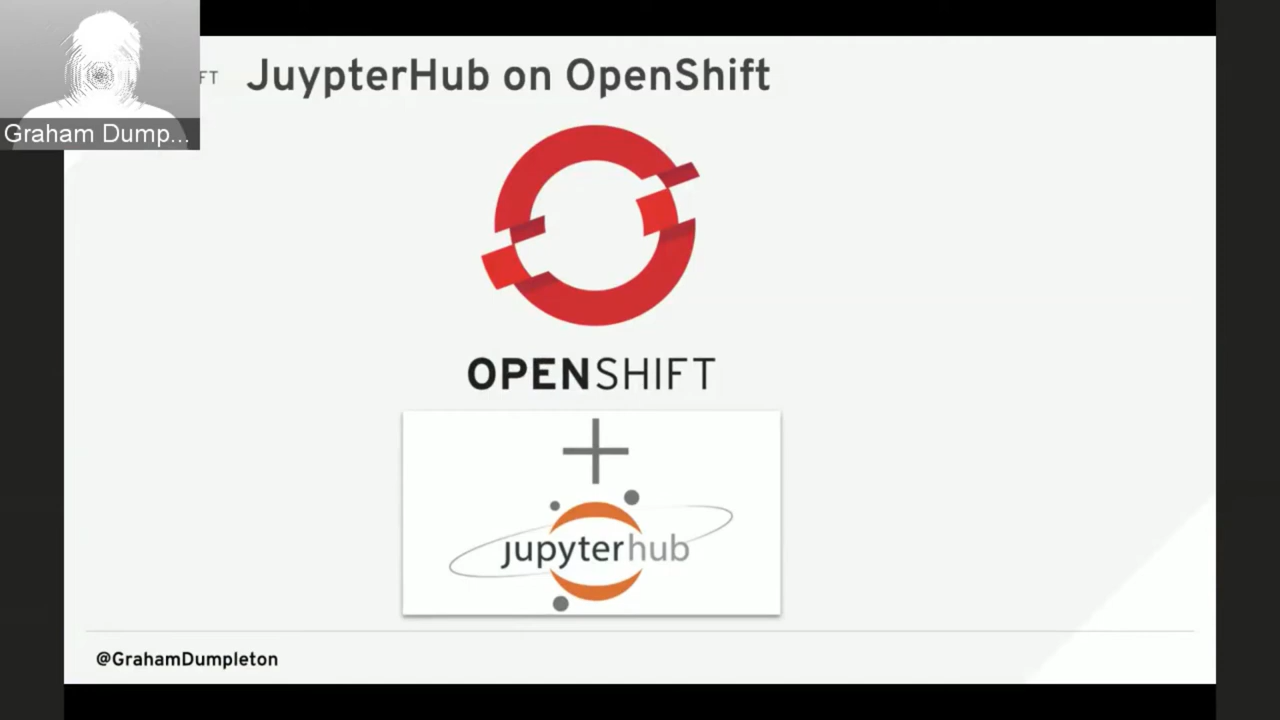 FT
JuypterHub on OpenShift
Graham Dump...
OPENSHIFT
jupyterhub
@GrahamDumpleton